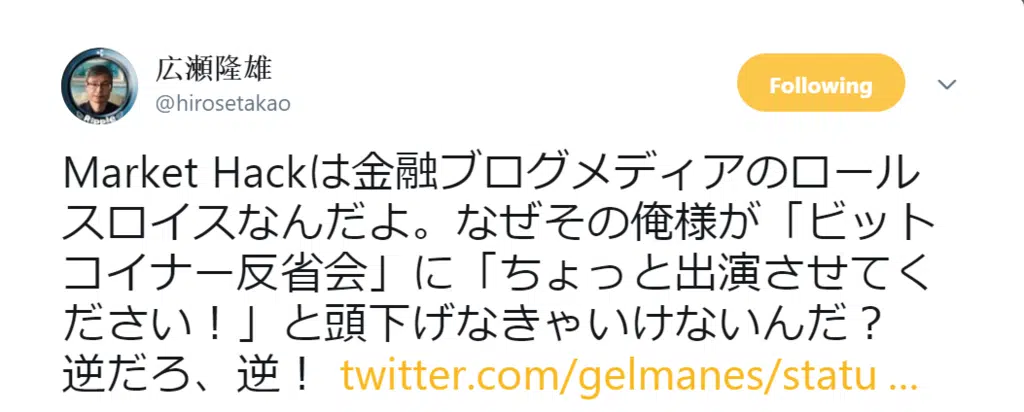 広瀬隆雄
@hirosetakao
Following
Market Hackは金融ブログメディアのロール
スロイスなんだよ。なぜその俺様が「ビット
コイナー反省会」に「ちょっと出演させてく
ださい！」と頭下げなきゃいけないんだ？
逆だろ、逆！ twitter.com/gelmanes/statu ...